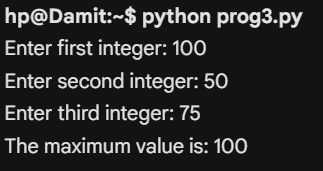 hp@Damit:~$ python prog3.py
Enter first integer: 100
Enter second integer: 50
Enter third integer: 75
The maximum value is: 100